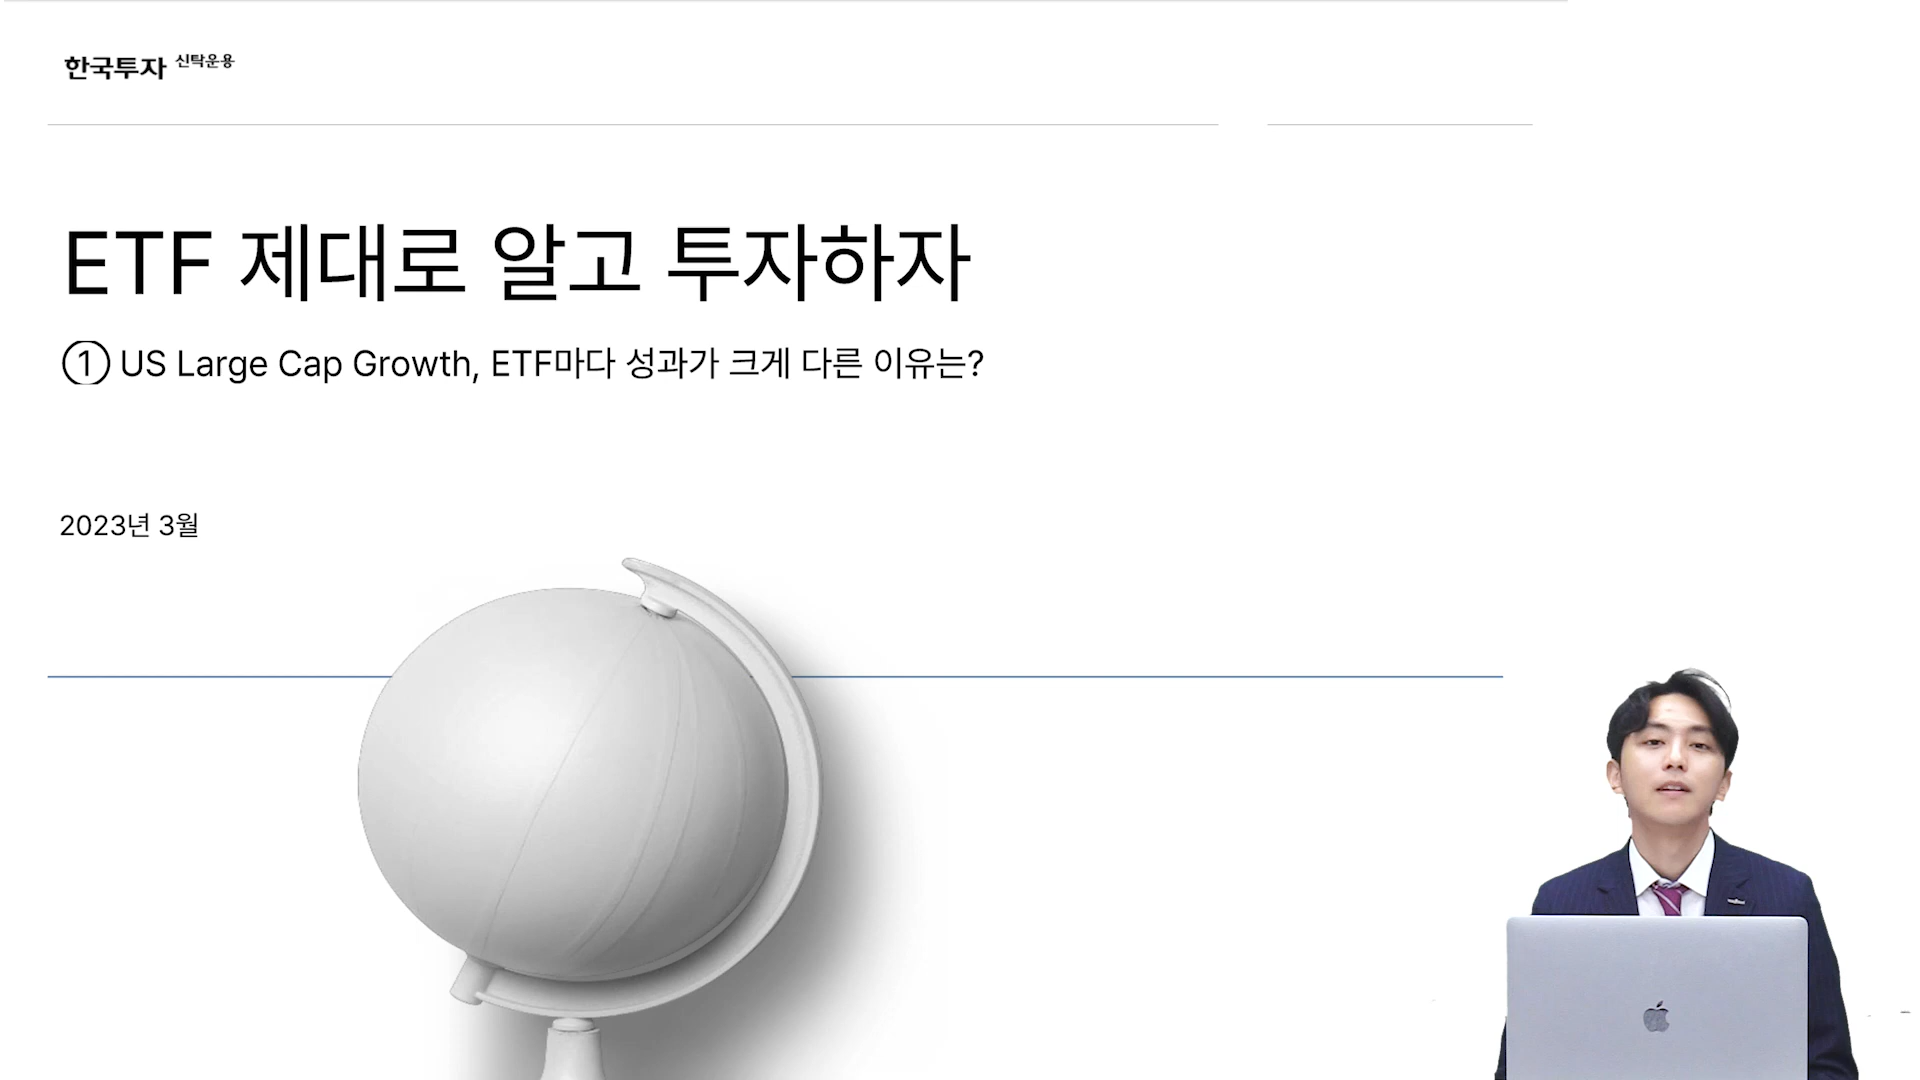 한국투자 신탁운용
ETF 제대로 알고 투자하자
① US Large Cap Growth, ETF마다 성과가 크게 다른 이유는?
2023년 3월